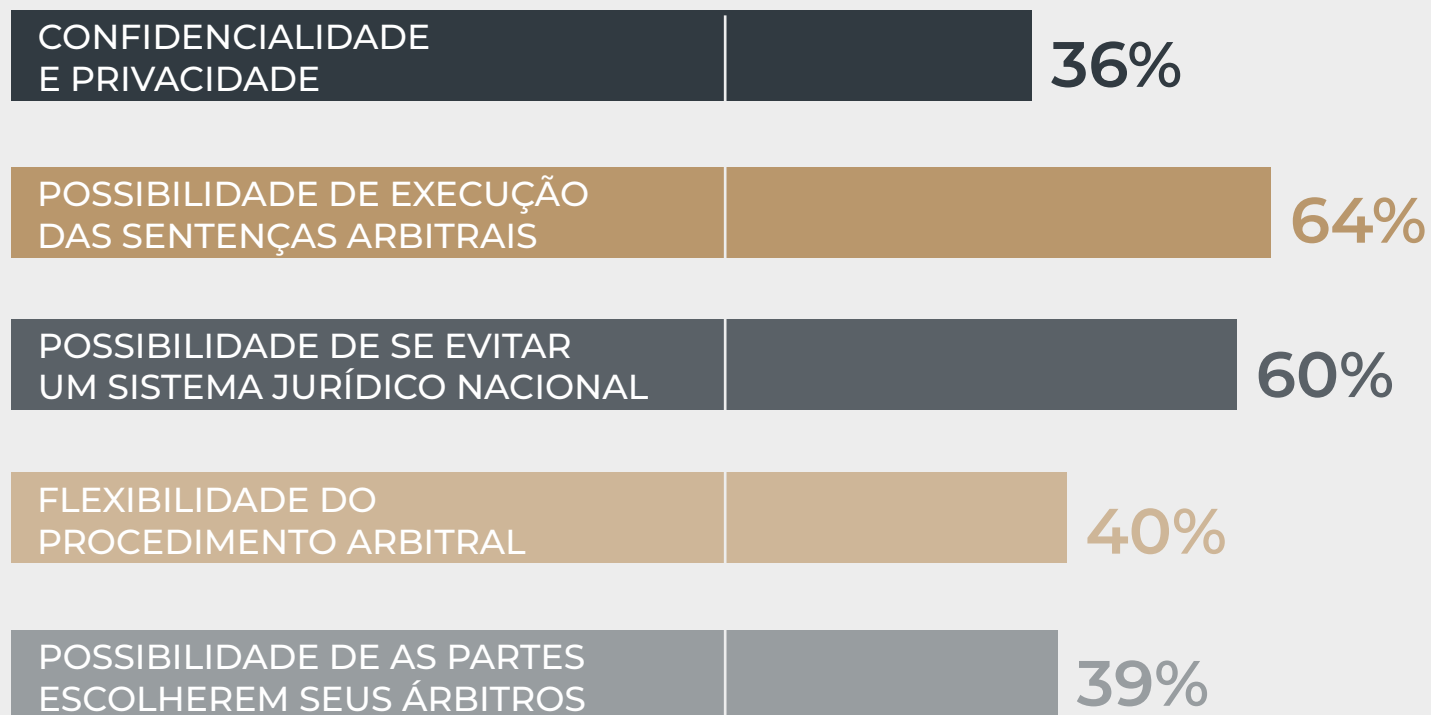 CONFIDENCIALIDADE
E PRIVACIDADE
36%
POSSIBILIDADE DE EXECUÇÃO
DAS SENTENÇAS ARBITRAIS
64%
POSSIBILIDADE DE SE EVITAR
UM SISTEMA JURÍDICO NACIONAL
60%
FLEXIBILIDADE DO
PROCEDIMENTO ARBITRAL
40%
POSSIBILIDADE DE AS PARTES
ESCOLHEREM SEUS ÁRBITROS
39%